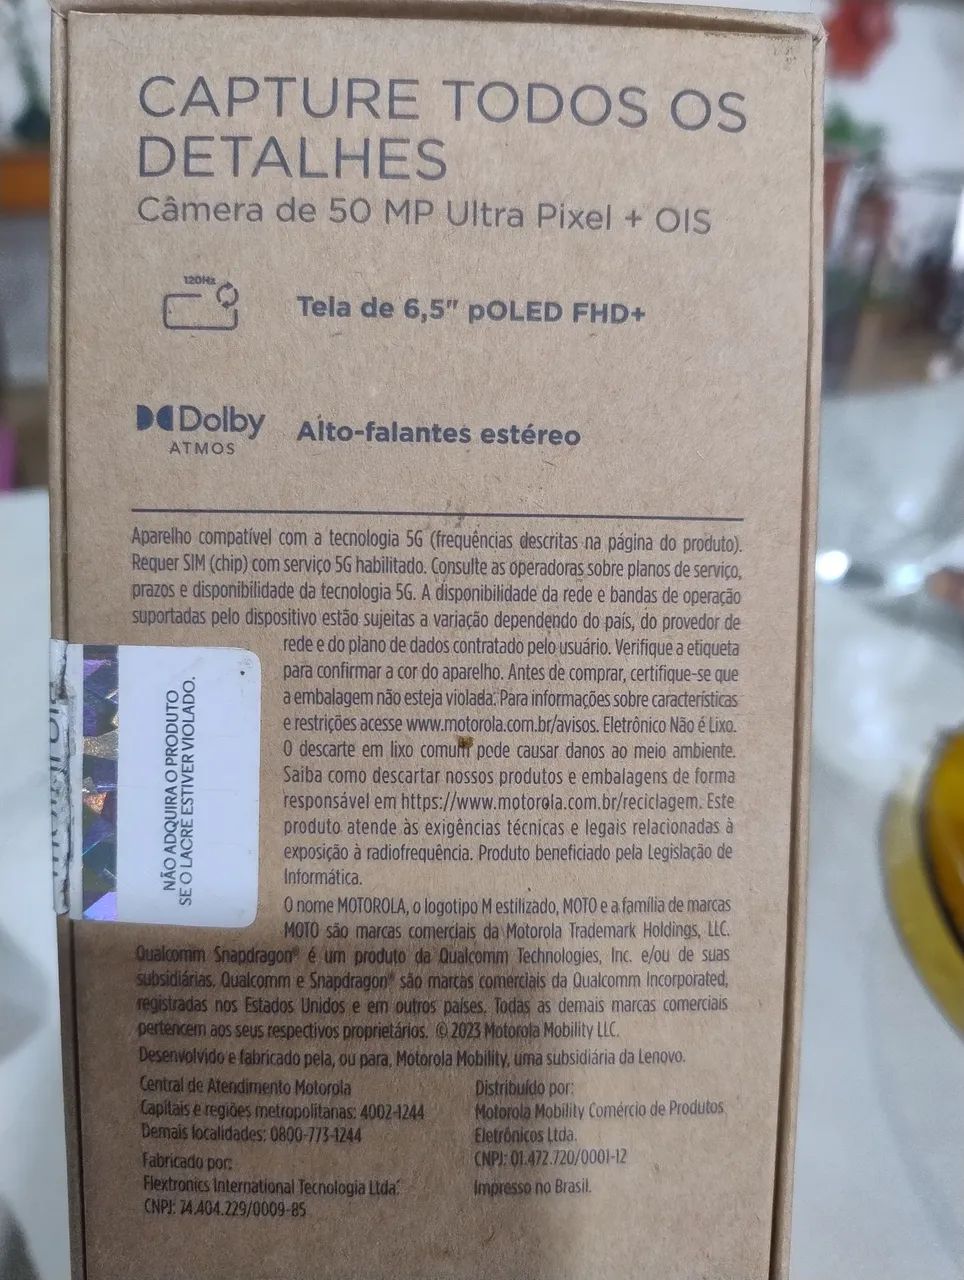 CAPTURE TODOS OS
DETALHES
Câmera de 50 MP Ultra Pixel + OIS
120Hz
Tela de 6,5" pOLED FHD+
Dolby
ATMOS
Alto-falantes estéreo
Aparelho compatível com a tecnologia 5G (frequências descritas na página do produto).
Requer SIM (chip) com serviço 5G habilitado. Consulte as operadoras sobre planos de serviço,
prazos e disponibilidade da tecnologia 5G. A disponibilidade da rede e bandas de operação
suportadas pelo dispositivo estão sujeitas a variação dependendo do país, do provedor de
rede e do plano de dados contratado pelo usuário. Verifique a etiqueta
para confirmar a cor do aparelho. Antes de comprar, certifique-se que
a embalagem não esteja violada. Para informações sobre características
e restrições acesse www.motorola.com.br/avisos. Eletrônico Não é Lixo.
O descarte em lixo comum pode causar danos ao meio ambiente.
Saiba como descartar nossos produtos e embalagens de forma
responsável em https://www.motorola.com.br/reciclagem. Este
produto atende às exigências técnicas e legais relacionadas à
exposição à radiofrequência. Produto beneficiado pela Legislação de
Informática.
NÃO ADQUIRA O PRODUTO
SE O LACRE ESTIVER VIOLADO.
O nome MOTOROLA, o logotipo M estilizado, MOTO e a família de marcas
MOTO são marcas comerciais da Motorola Trademark Holdings, LLC.
Qualcomm Snapdragon® é um produto da Qualcomm Technologies, Inc. e/ou de suas
subsidiárias. Qualcomm e Snapdragon® são marcas comerciais da Qualcomm Incorporated,
registradas nos Estados Unidos e em outros países. Todas as demais marcas comerciais
pertencem aos seus respectivos proprietários. © 2023 Motorola Mobility LLC.
Desenvolvido e fabricado pela, ou para, Motorola Mobility, uma subsidiária da Lenovo.
Central de Atendimento Motorola
Capitais e regiões metropolitanas: 4002-1244
Demais localidades: 0800-773-1244
Fabricado por:
Flextronics International Tecnologia Ltda.
CNPJ: 74.404.229/0009-85
Distribuído por:
Motorola Mobility Comércio de Produtos
Eletrônicos Ltda.
CNPJ: 01.472.720/0001-12
Impresso no Brasil.